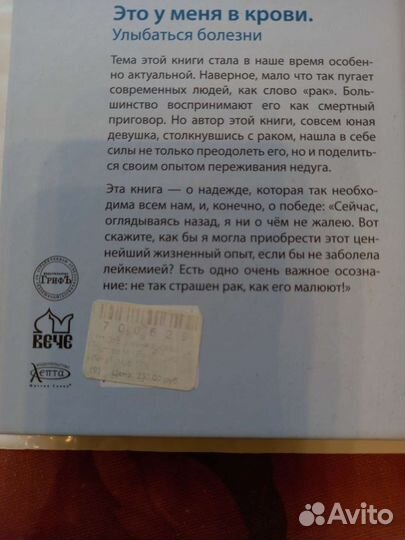 Это у меня в крови.
Улыбаться болезни
Тема этой книги стала в наше время особен-
но актуальной. Наверное, мало что так пугает
современных людей, как слово «рак». Боль-
шинство воспринимают его как смертный
приговор. Но автор этой книги, совсем юная
девушка, столкнувшись с раком, нашла в себе
силы не только преодолеть его, но и поделить-
ся своим опытом переживания недуга.
Эта книга — о надежде, которая так необхо-
дима всем нам, и, конечно, о победе: «Сейчас,
оглядываясь назад, я ни о чём не жалею. Вот
скажите, как бы я могла приобрести этот цен-
нейший жизненный опыт, если бы не заболела
лейкемией? Есть одно очень важное осозна-
ние: не так страшен рак, как его малюют!»
ГРИФЪ
ВЕЧЕ
Лепта
Цена:
руб.
Avito